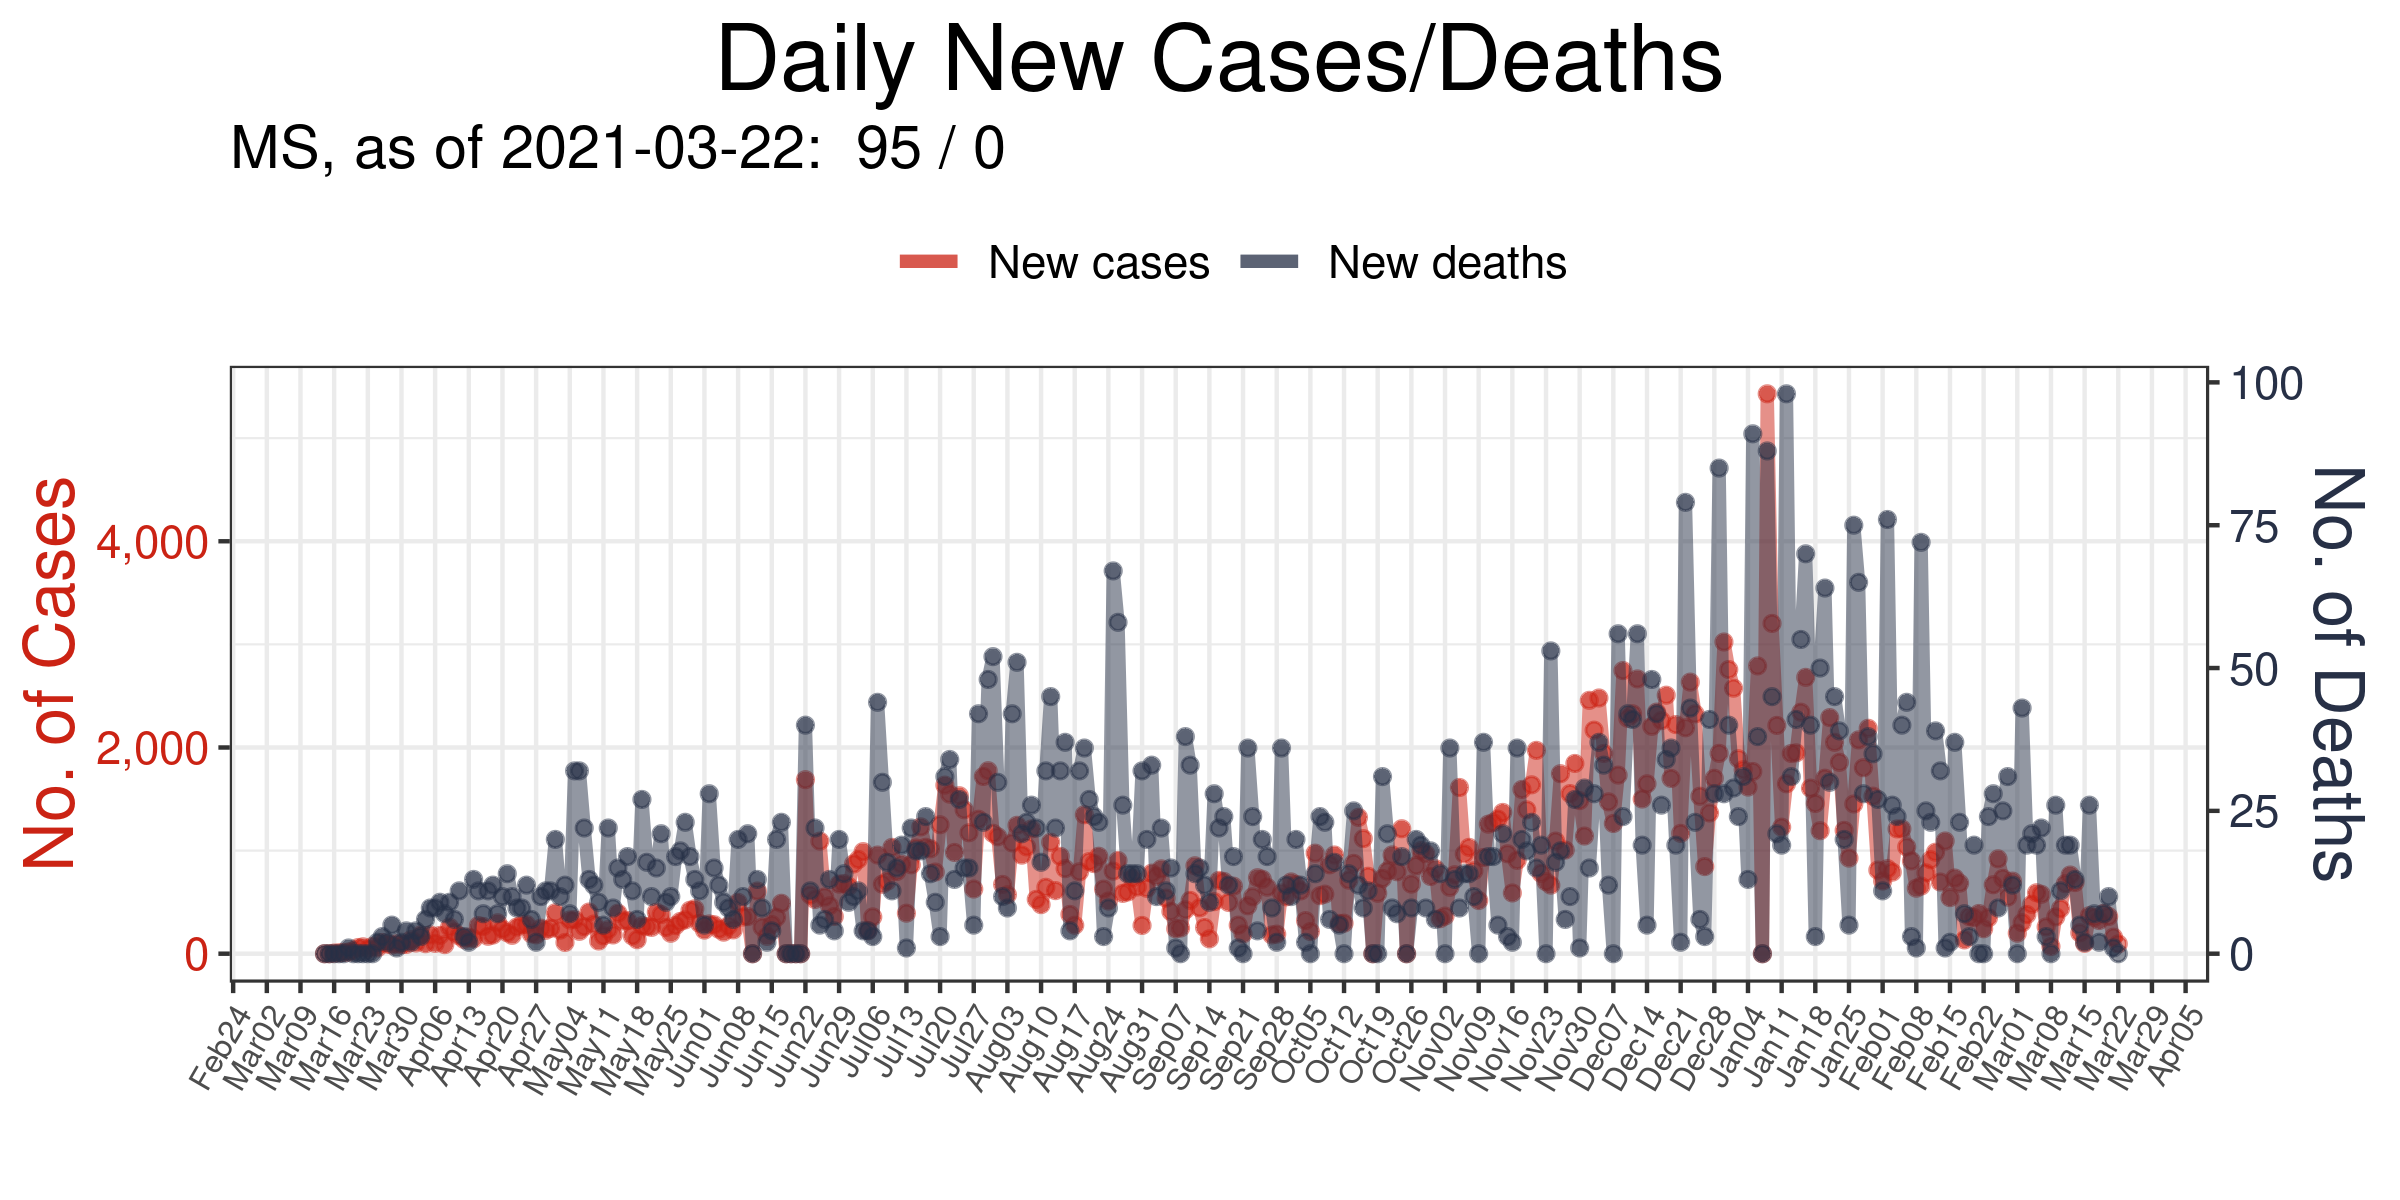 Daily New Cases/Deaths
MS, as of 2021-03-22:  95 / 0
New cases New deaths
No. of Cases
4,000
2,000
0
100
75
50
25
0
No. of Deaths
Feb24 Mar02 Mar09 Mar16 Mar23 Mar30 Apr06 Apr13 Apr20 Apr27 May04 May11 May18 May25 Jun01 Jun08 Jun15 Jun22 Jun29 Jul06 Jul13 Jul20 Jul27 Aug03 Aug10 Aug17 Aug24 Aug31 Sep07 Sep14 Sep21 Sep28 Oct05 Oct12 Oct19 Oct26 Nov02 Nov09 Nov16 Nov23 Nov30 Dec07 Dec14 Dec21 Dec28 Dec04 Jan11 Jan18 Jan25 Feb01 Feb08 Feb15 Feb22 Mar01 Mar08 Mar15 Mar22 Mar29 Apr05